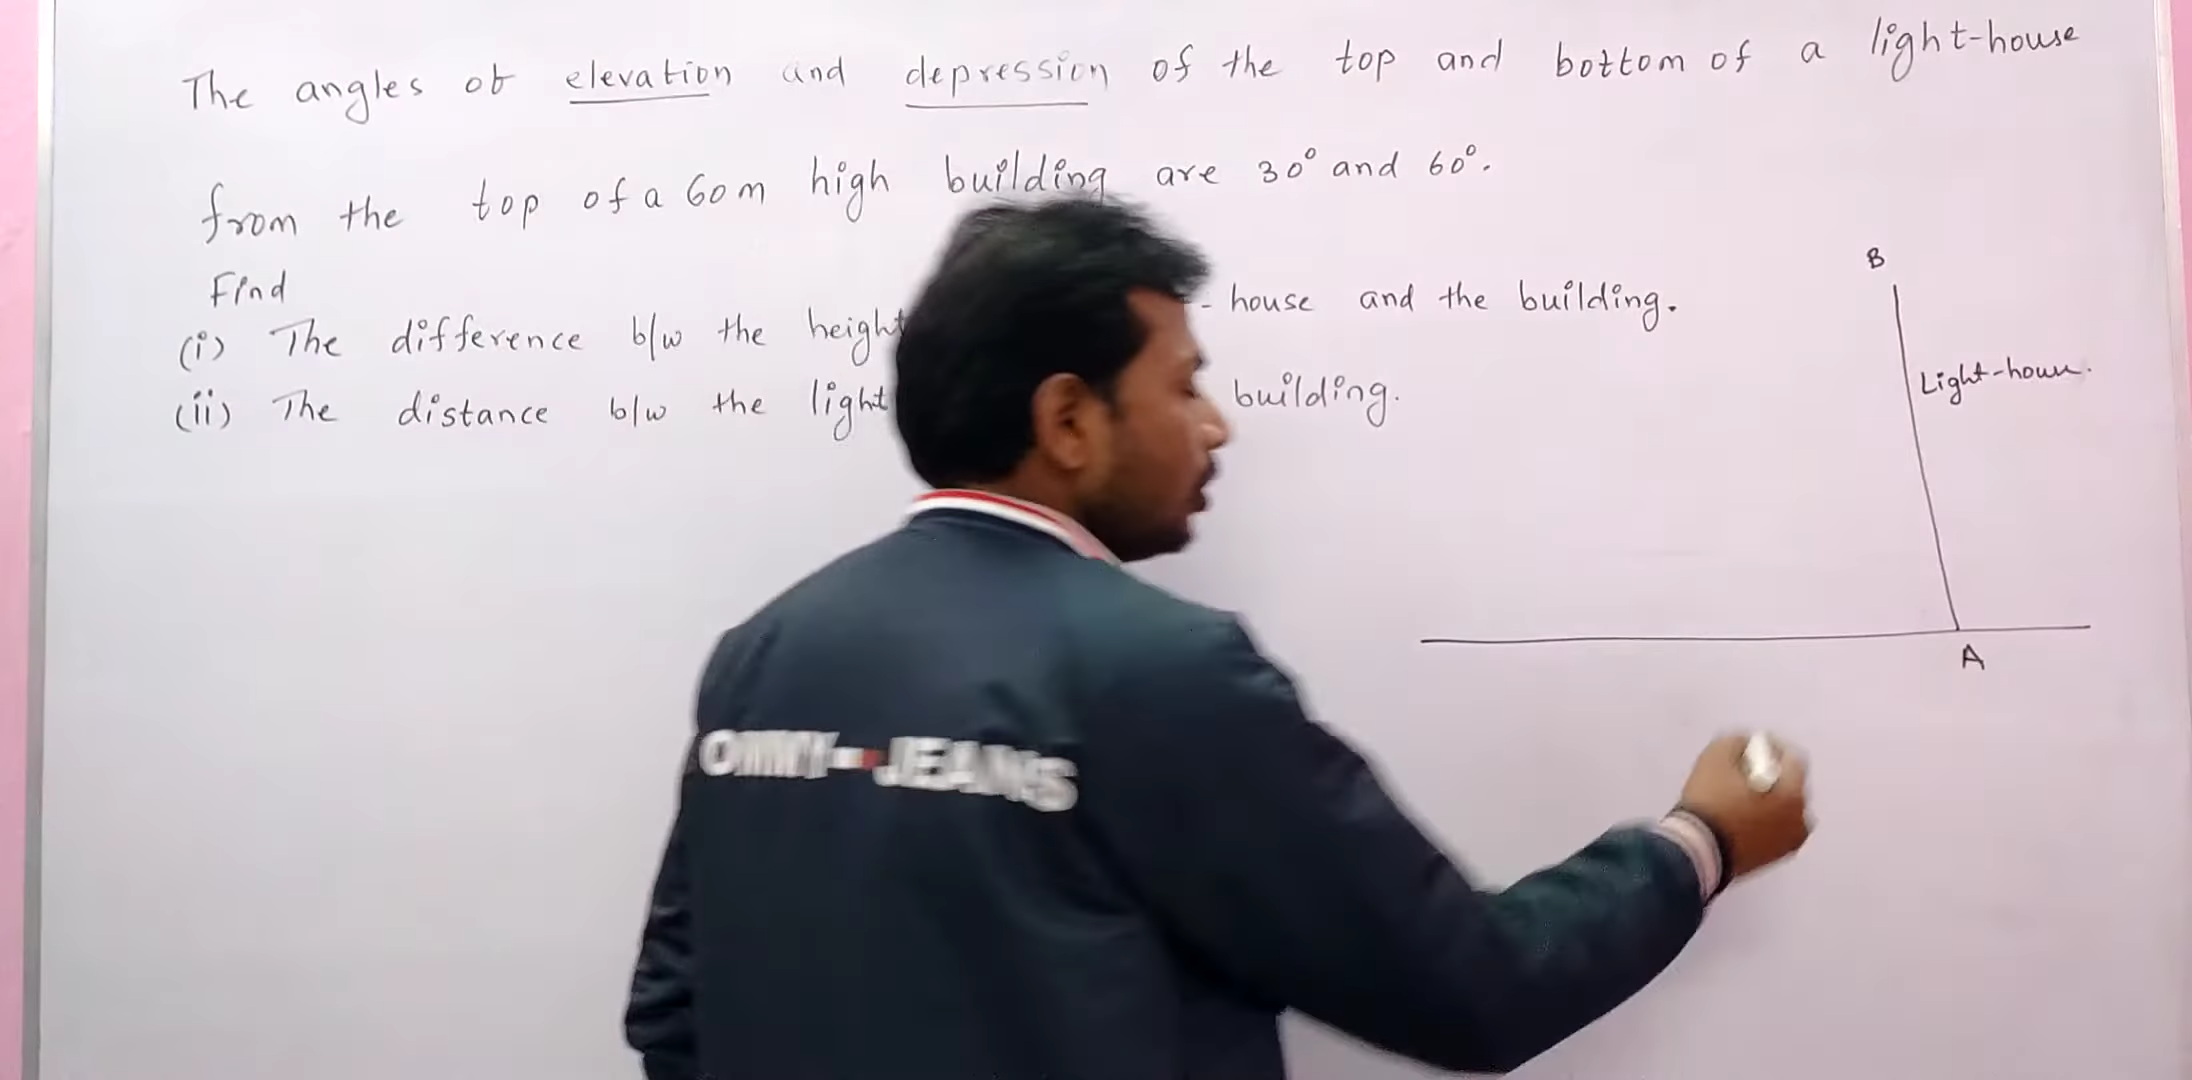 The angles of elevation and depression of the top and bottom of a light-house
from the top of a 60m high building are 30° and 60°.
Find
(i) The difference b/w the height - house and the building.
(ii) The distance b/w the light building.
B
Light-house.
A
JEANS